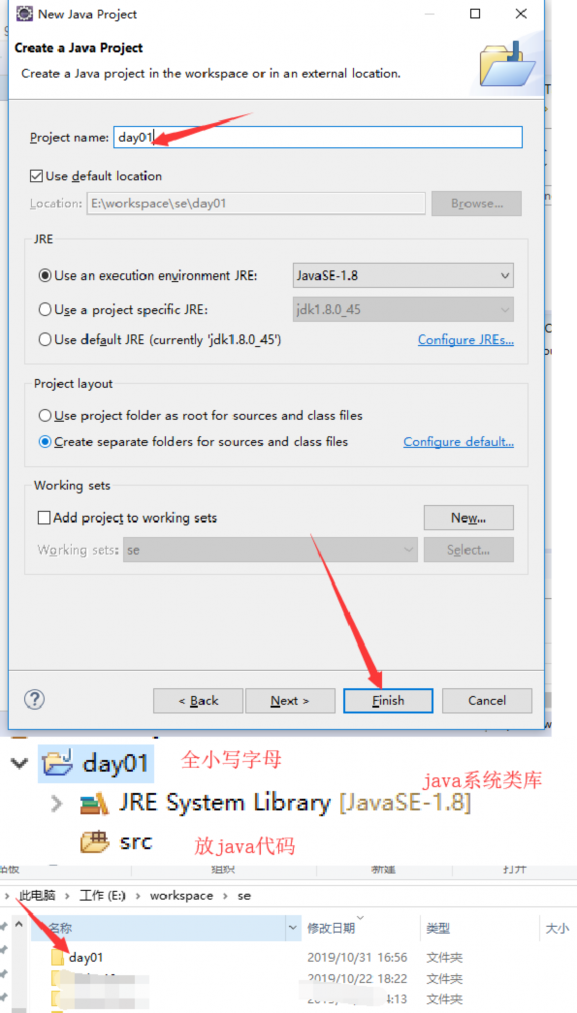 New Java Project
Create a Java Project
Create a Java project in the workspace or in an external location.
Project name: day01
Use default location
Location: E:\workspace\se\day01 Browse...
JRE
Use an execution environment JRE: JavaSE-1.8
Use a project specific JRE: jdk1.8.0_45
Use default JRE (currently 'jdk1.8.0_45') Configure JREs...
Project layout
Use project folder as root for sources and class files
Create separate folders for sources and class files Configure default...
Working sets
Add project to working sets New...
Working sets: se Select...
< Back Next > Finish Cancel
day01 全小写字母
java系统类库
JRE System Library [JavaSE-1.8]
src 放java代码
组织 新建 打开
此电脑 › 工作 (E:) › workspace › se
名称 修改日期 类型 大小
day01 2019/10/31 16:56 文件夹
2019/10/22 18:22 文件夹
4:13 文件夹